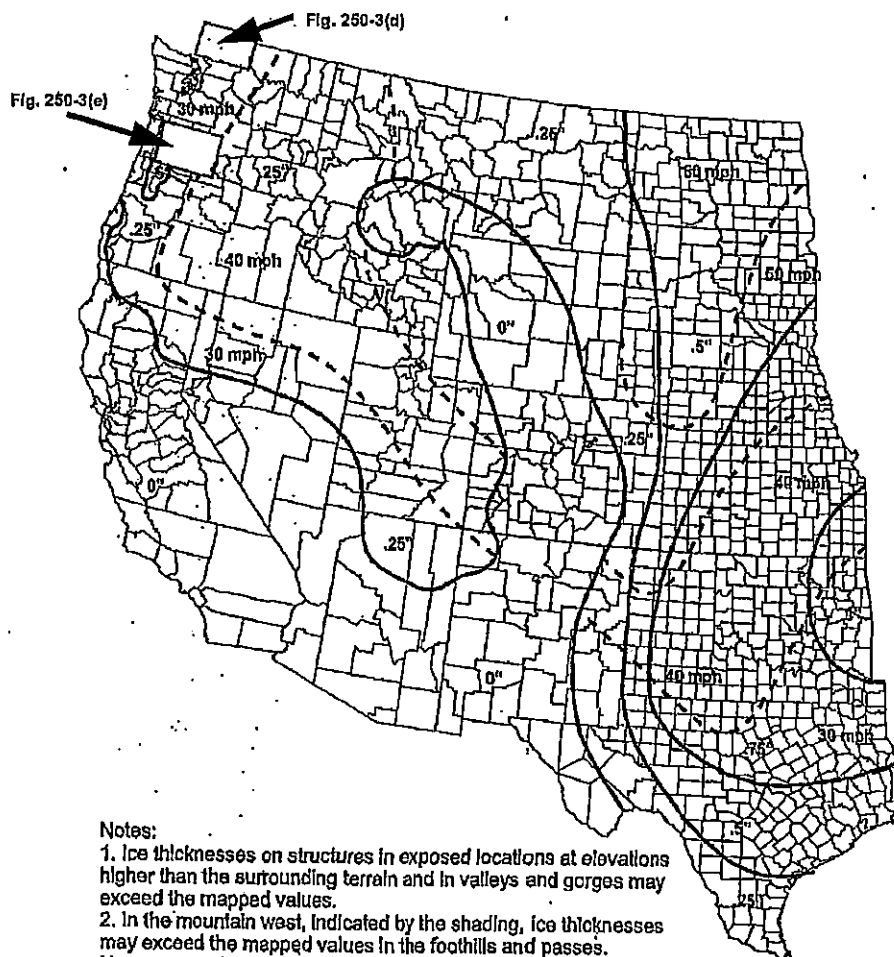 Fig. 250-3(d)
Fig. 250-3(e)
30 mph
.25"
.25"
60 mph
.25"
50 mph
40 mph
0"
30 mph
.5"
.25"
40 mph
0"
.25"
0"
40 mph
30 mph
.75"
.5"
.25"
Notes:
1. Ice thicknesses on structures in exposed locations at elevations
higher than the surrounding terrain and in valleys and gorges may
exceed the mapped values.
2. In the mountain west, indicated by the shading, ice thicknesses
may exceed the mapped values in the foothills and passes.